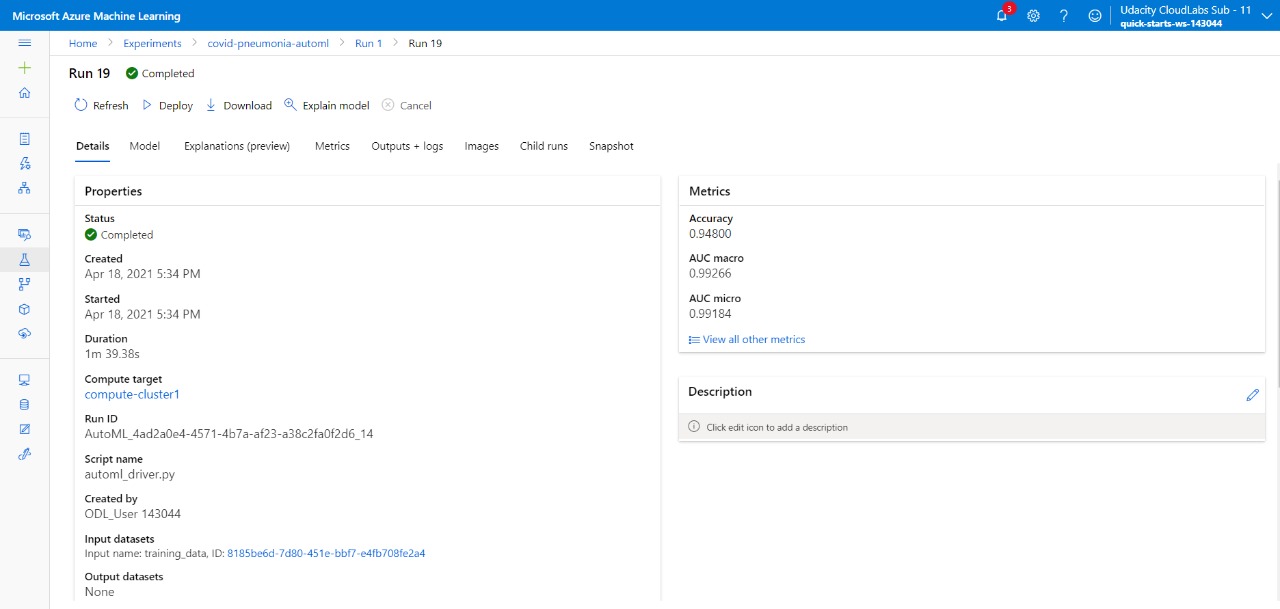 Microsoft Azure Machine Learning
3
Udacity CloudLabs Sub - 11
quick-starts-ws-143044
Home > Experiments > covid-pneumonia-automl > Run 1 > Run 19
Run 19 Completed
Refresh Deploy Download Explain model Cancel
Details Model Explanations (preview) Metrics Outputs + logs Images Child runs Snapshot
Properties
Status
Completed
Created
Apr 18, 2021 5:34 PM
Started
Apr 18, 2021 5:34 PM
Duration
1m 39.38s
Compute target
compute-cluster1
Run ID
AutoML_4ad2a0e4-4571-4b7a-af23-a38c2fa0f2d6_14
Script name
automl_driver.py
Created by
ODL_User 143044
Input datasets
Input name: training_data, ID: 8185be6d-7d80-451e-bbf7-e4fb708fe2a4
Output datasets
None
Metrics
Accuracy
0.94800
AUC macro
0.99266
AUC micro
0.99184
View all other metrics
Description
Click edit icon to add a description